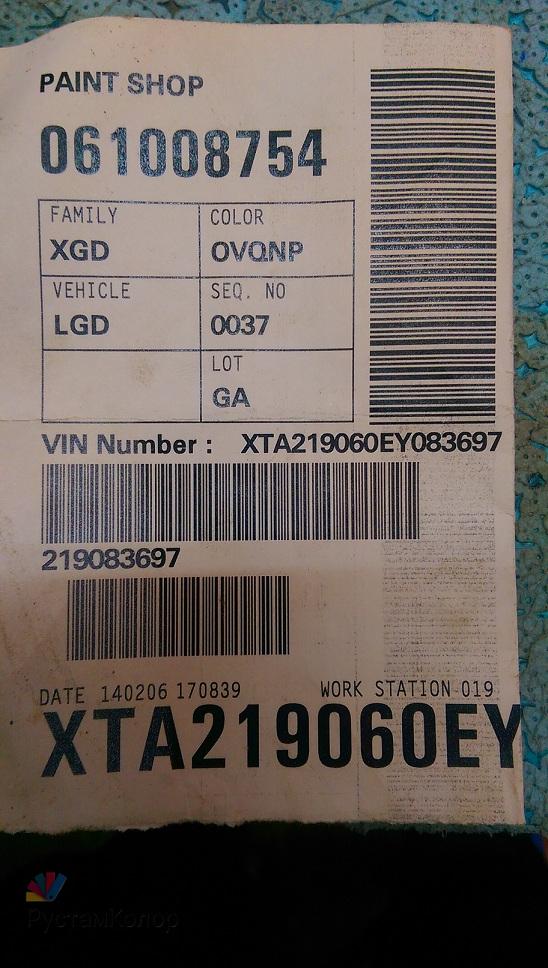 PAINT SHOP
061008754
FAMILY COLOR
XGD OVQNP
VEHICLE SEQ. NO
LGD 0037
LOT
GA
VIN Number : XTA219060EY083697
219083697
DATE 140206 170839 WORK STATION 019
XTA219060EY
РустамКолор